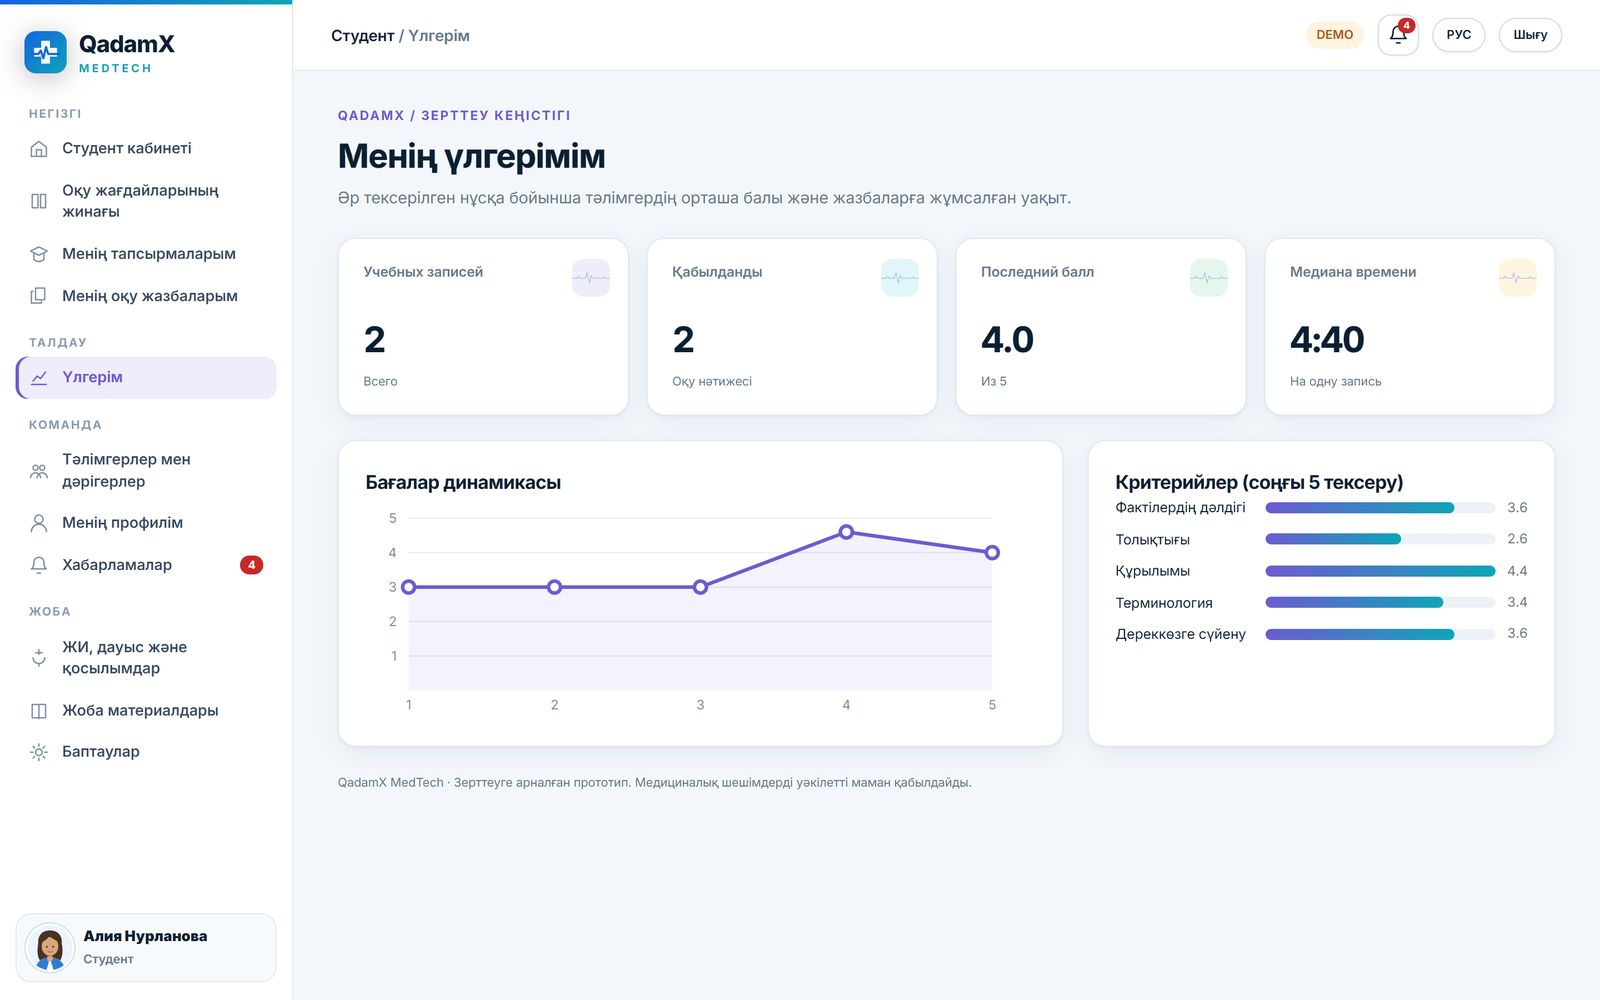 QadamX
MEDTECH
НЕГІЗГІ
Студент кабинеті
Оқу жағдайларының
жинағы
Менің тапсырмаларым
Менің оқу жазбаларым
ТАЛДАУ
Үлгерім
КОМАНДА
Тәлімгерлер мен
дәрігерлер
Менің профилім
Хабарламалар 4
ЖОБА
ЖИ, дауыс және
қосылымдар
Жоба материалдары
Баптаулар
Алия Нурланова
Студент
Студент / Үлгерім
DEMO
4
РУС
Шығу
QADAMX / ЗЕРТТЕУ КЕҢІСТІГІ
Менің үлгерімім
Әр тексерілген нұсқа бойынша тәлімгердің орташа балы және жазбаларға жұмсалған уақыт.
Учебных записей
2
Всего
Қабылданды
2
Оқу нәтижесі
Последний балл
4.0
Из 5
Медиана времени
4:40
На одну запись
Бағалар динамикасы
5
4
3
2
1
1 2 3 4 5
Критерийлер (соңғы 5 тексеру)
Фактілердің дәлдігі 3.6
Толықтығы 2.6
Құрылымы 4.4
Терминология 3.4
Дереккөзге сүйену 3.6
QadamX MedTech · Зерттеуге арналған прототип. Медициналық шешімдерді уәкілетті маман қабылдайды.